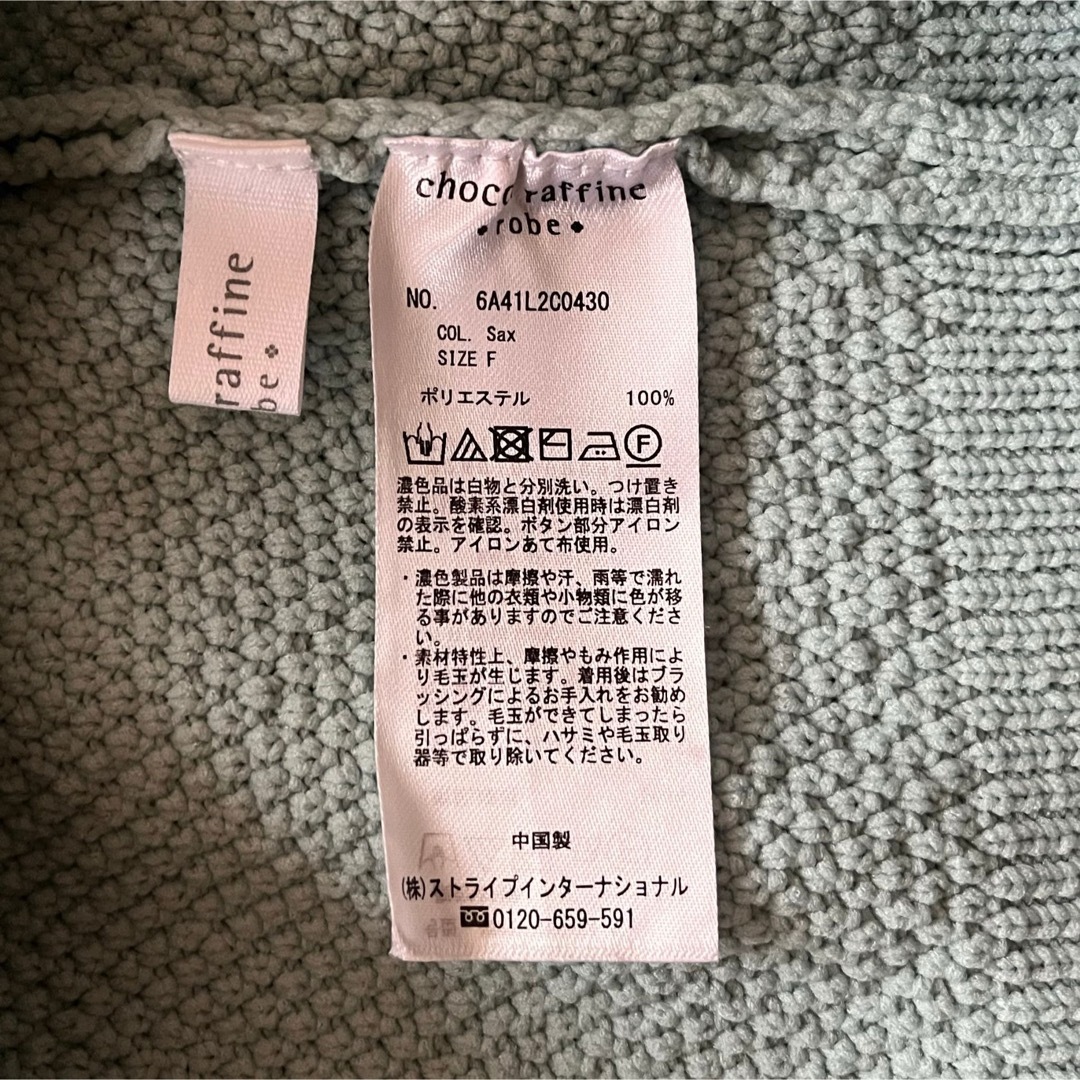 raffine
be
choco raffine
robe
NO. 6A41L2C0430
COL. Sax
SIZE F
ポリエステル 100%
F
濃色品は白物と分別洗い。つけ置き
禁止。酸素系漂白剤使用時は漂白剤
の表示を確認。ボタン部分アイロン
禁止。アイロンあて布使用。
・濃色製品は摩擦や汗、雨等で濡れ
た際に他の衣類や小物類に色が移
る事がありますのでご注意くださ
い。
・素材特性上、摩擦やもみ作用によ
り毛玉が生じます。着用後はブラ
ッシングによるお手入れをお勧め
します。毛玉ができてしまったら
引っぱらずに、ハサミや毛玉取り
器等で取り除いてください。
中国製
(株)ストライプインターナショナル
0120-659-591